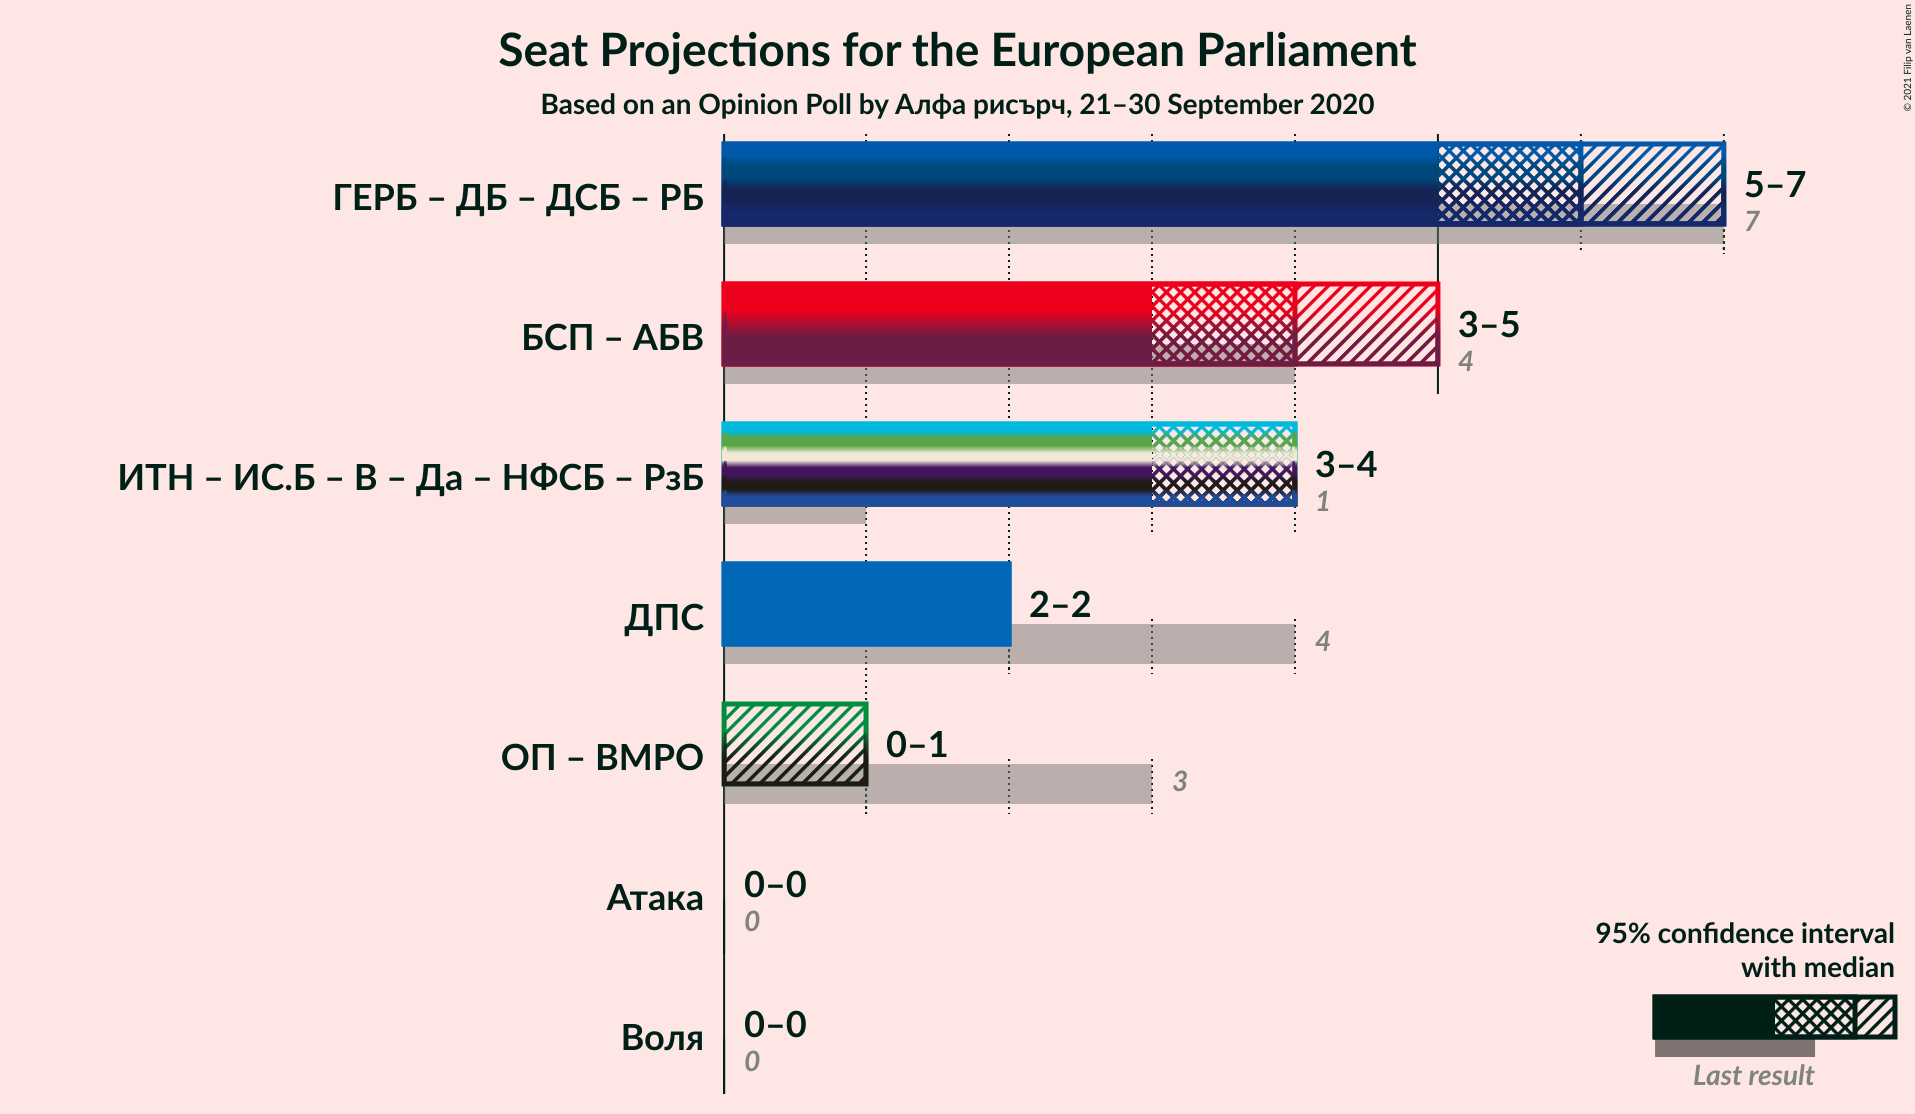 Seat Projections for the European Parliament
Based on an Opinion Poll by Алфа рисърч, 21–30 September 2020
© 2021 Filip van Laenen
ГЕРБ – ДБ – ДСБ – РБ
5–7
7
БСП – АБВ
3–5
4
ИТН – ИС.Б – В – Да – НФСБ – РзБ
3–4
1
ДПС
2–2
4
ОП – ВМРО
0–1
3
Атака
0–0
0
Воля
0–0
0
95% confidence interval
with median
Last result